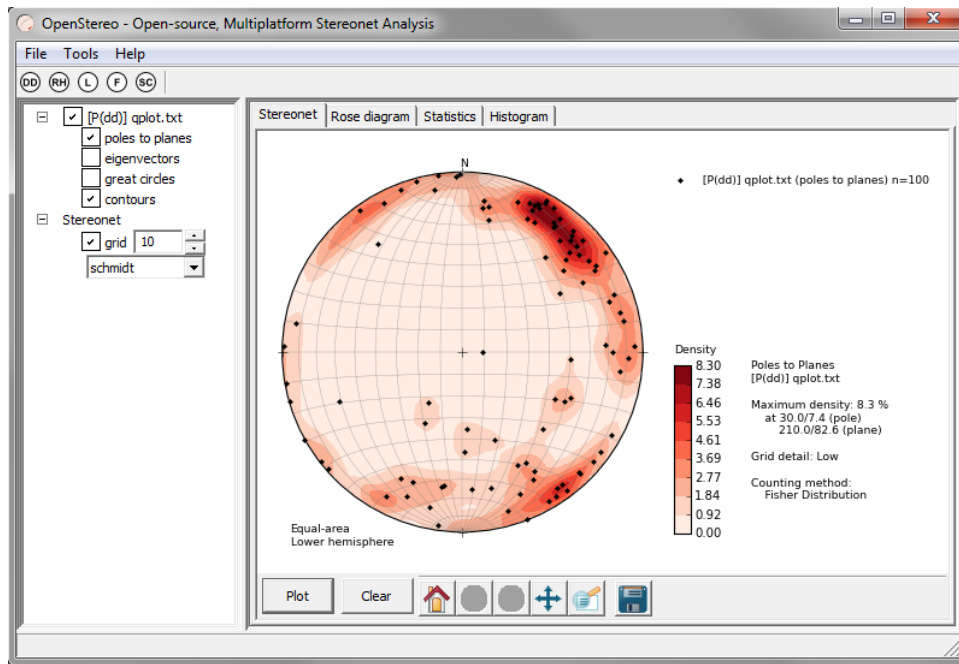 OpenStereo - Open-source, Multiplatform Stereonet Analysis
File Tools Help
DD RH L F SC
[P(dd)] qplot.txt
poles to planes
eigenvectors
great circles
contours
Stereonet
grid 10
schmidt
Stereonet Rose diagram Statistics Histogram
N
[P(dd)] qplot.txt (poles to planes) n=100
Density
8.30
7.38
6.46
5.53
4.61
3.69
2.77
1.84
0.92
0.00
Poles to Planes
[P(dd)] qplot.txt
Maximum density: 8.3 %
at 30.0/7.4 (pole)
210.0/82.6 (plane)
Grid detail: Low
Counting method:
Fisher Distribution
Equal-area
Lower hemisphere
Plot Clear